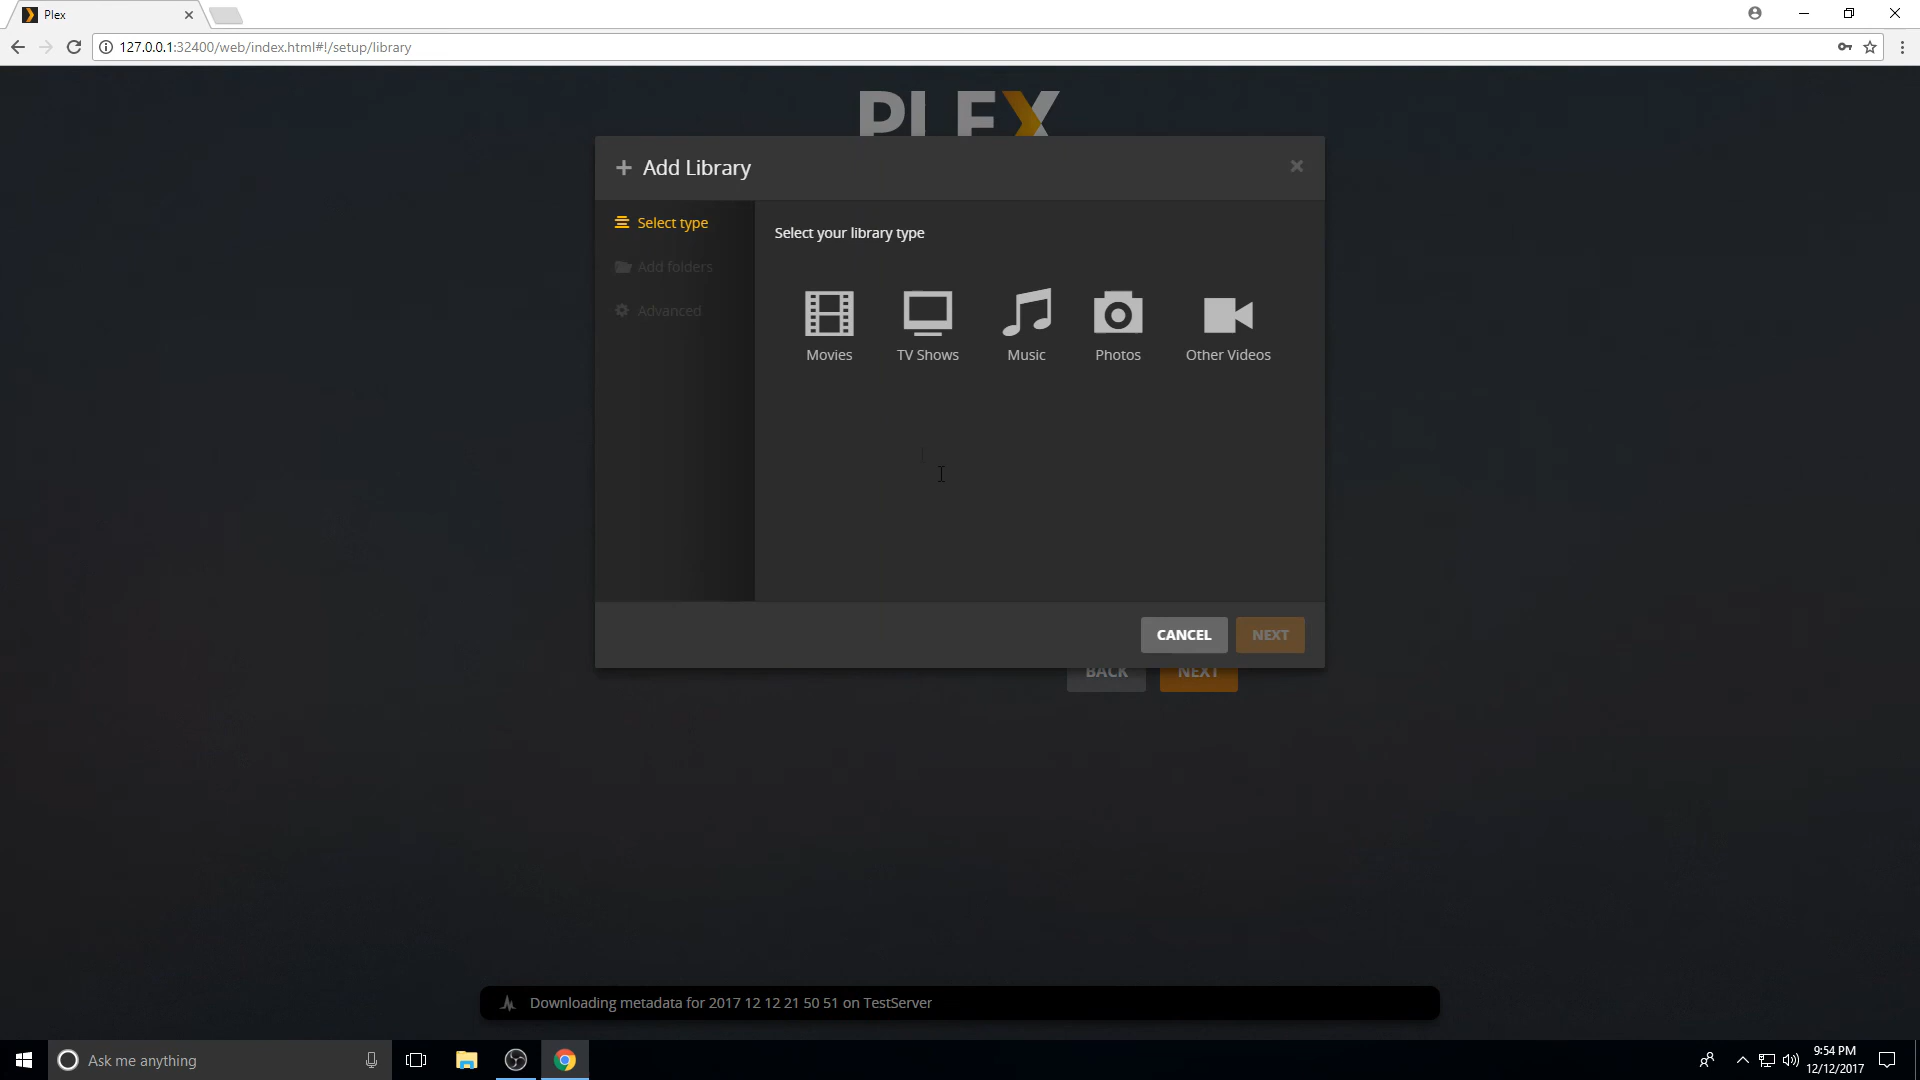 Plex
127.0.0.1:32400/web/index.html#!/setup/library
PLEX
Add Library
Select type
Add folders
Advanced
Select your library type
Movies
TV Shows
Music
Photos
Other Videos
CANCEL
NEXT
BACK
NEXT
Downloading metadata for 2017 12 12 21 50 51 on TestServer
Ask me anything
9:54 PM
12/12/2017